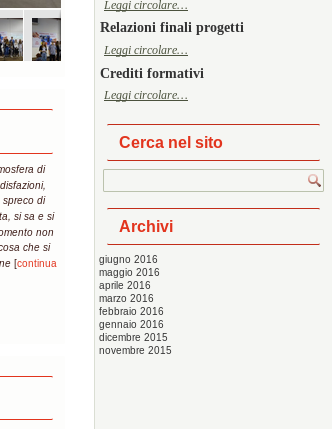 Leggi circolare…
Relazioni finali progetti
Leggi circolare…
Crediti formativi
Leggi circolare…
Cerca nel sito
Archivi
giugno 2016
maggio 2016
aprile 2016
marzo 2016
febbraio 2016
gennaio 2016
dicembre 2015
novembre 2015
mosfera di
disfazioni,
spreco di
ta, si sa e si
omento non
cosa che si
ne [continua